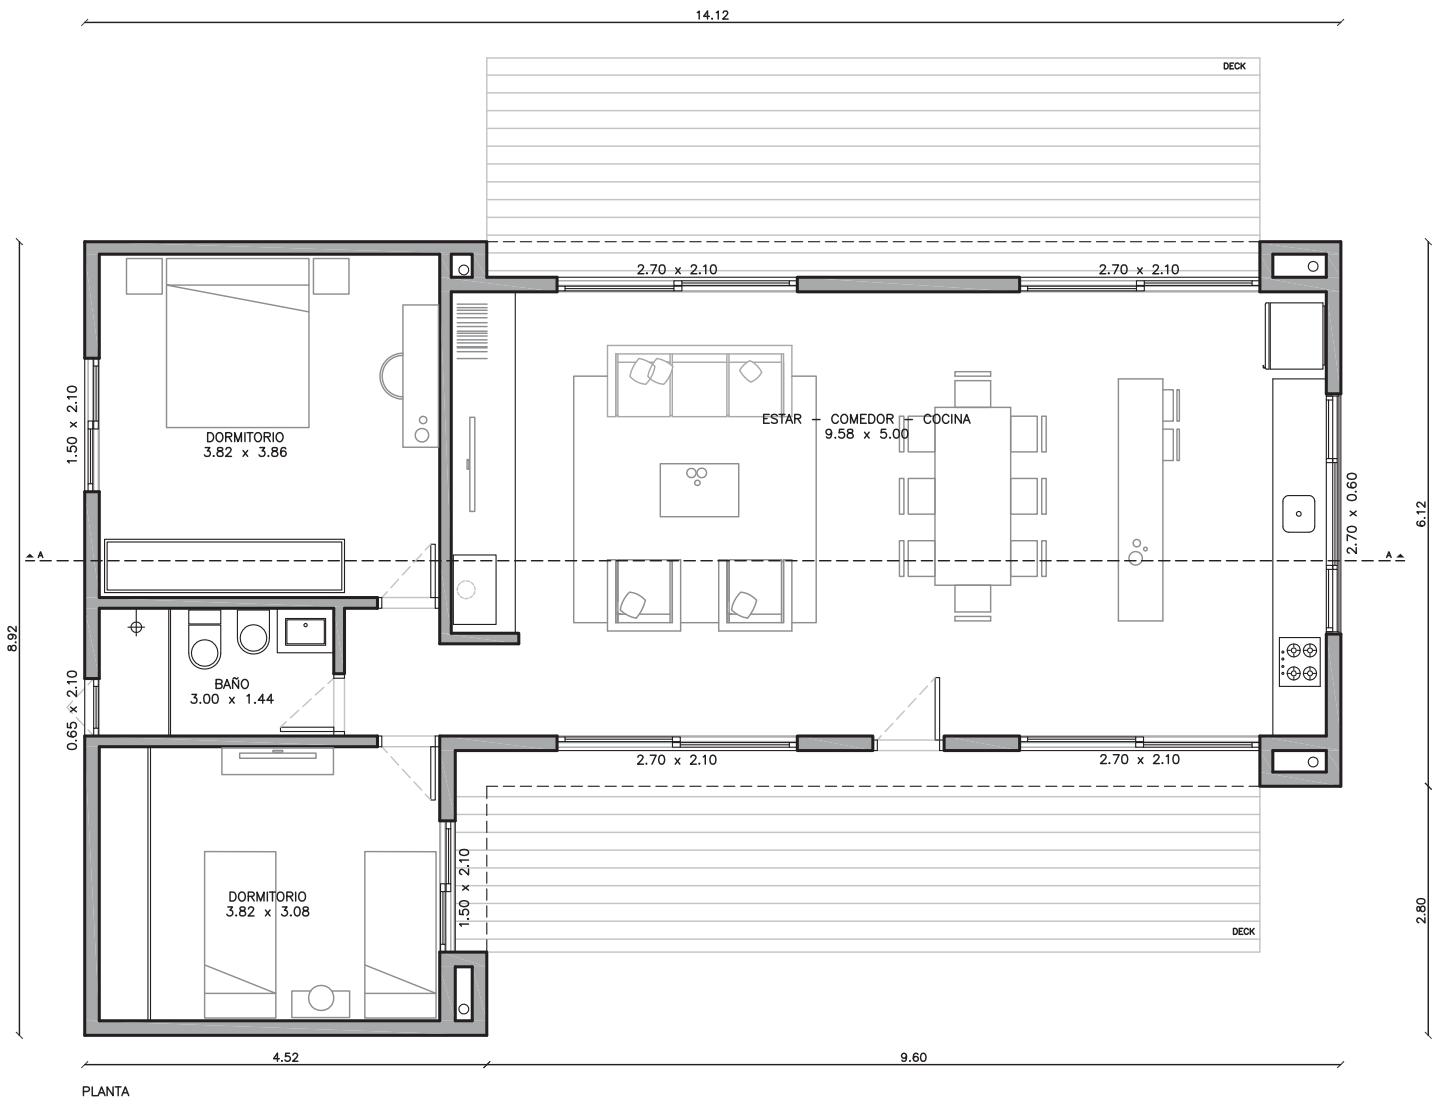 14.12
DECK
2.70 x 2.10
2.70 x 2.10
1.50 x 2.10
DORMITORIO
3.82 x 3.86
ESTAR – COMEDOR – COCINA
9.58 x 5.00
2.70 x 0.60
6.12
A
A
8.92
BAÑO
3.00 x 1.44
0.65 x 2.10
2.70 x 2.10
2.70 x 2.10
DORMITORIO
3.82 x 3.08
1.50 x 2.10
2.80
DECK
4.52
9.60
PLANTA